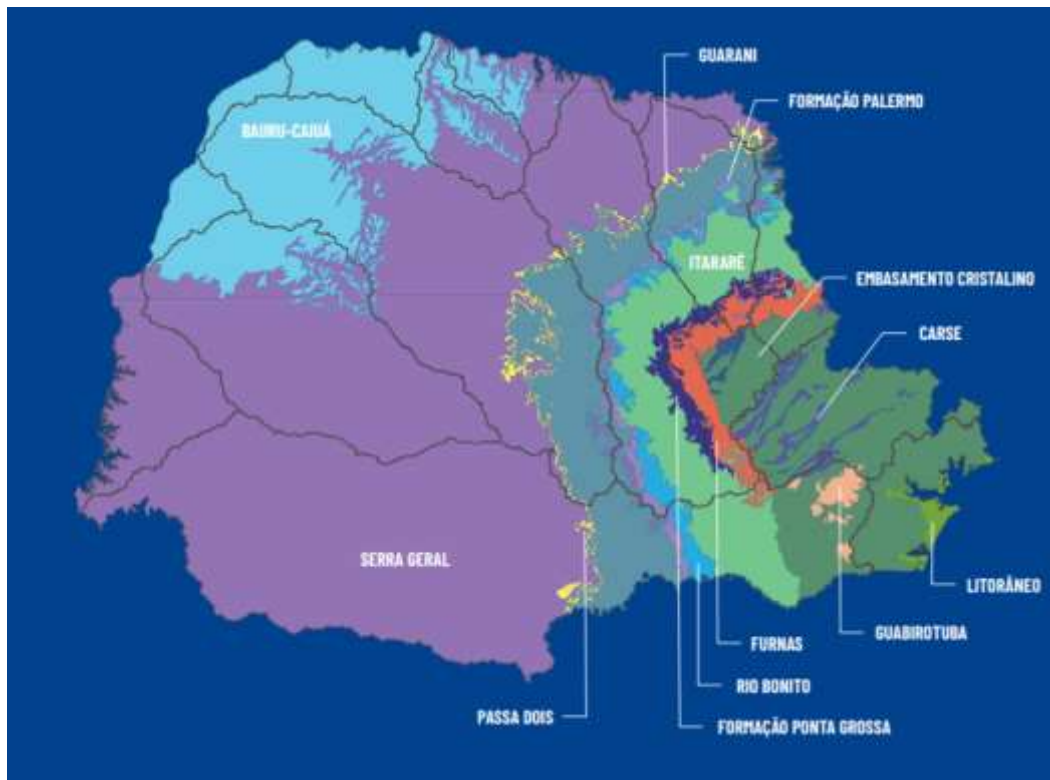 GUARANI
FORMAÇÃO PALERMO
BAURU-CAIUÁ
ITARARÉ
EMBASAMENTO CRISTALINO
CARSE
SERRA GERAL
LITORÂNEO
GUABIROTUBA
FURNAS
RIO BONITO
PASSA DOIS
FORMAÇÃO PONTA GROSSA